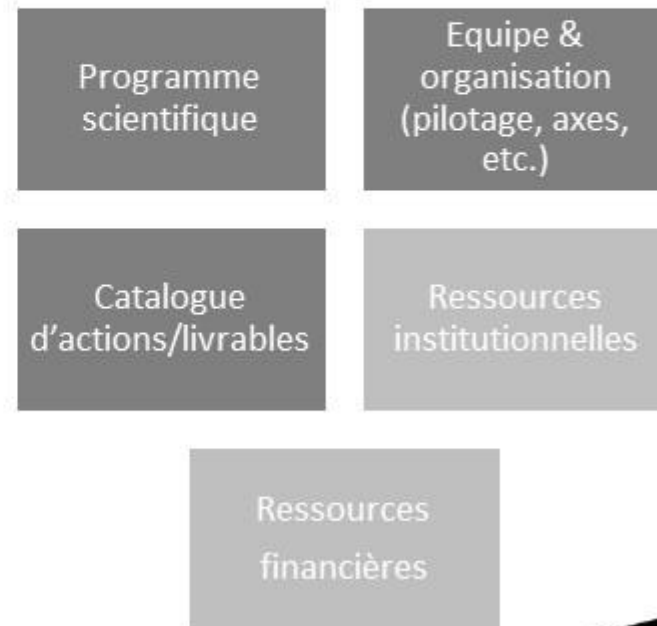 Programme
scientifique
Equipe &
organisation
(pilotage, axes,
etc.)
Catalogue
d'actions/livrables
Ressources
institutionnelles
Ressources
financières